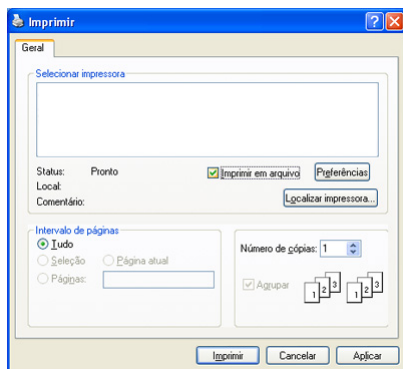 Imprimir
Geral
Selecionar impressora
Status: Pronto
Imprimir em arquivo
Preferências
Local:
Localizar impressora...
Comentário:
Intervalo de páginas
Tudo
Seleção
Página atual
Páginas:
Número de cópias: 1
Agrupar
1 2 3 1 2 3
Imprimir
Cancelar
Aplicar